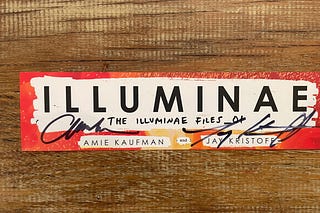 ILLUMINAE
THE ILLUMINAE FILES_01
AMIE KAUFMAN and JAY KRISTOFF